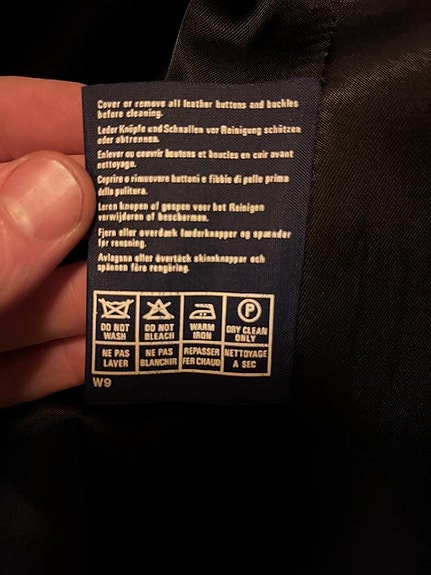 Cover or remove all leather buttons and buckles
before cleaning.
Leder Knöpfe und Schnallen vor Reinigung schützen
oder abtrennen.
Enlever ou couvrir boutons et boucles en cuir avant
nettoyage.
Coprire o rimuovere bottoni e fibbie di pelle prima
della pulitura.
Leren knopen of gespen voor het Reinigen
verwijderen of beschermen.
Fjern eller overdæk læderknapper og spænder
før rensning.
Avlagsna eller övertäck skinnknappar och
spännen före rengöring.
DO NOT WASH
DO NOT BLEACH
WARM IRON
P
DRY CLEAN ONLY
NE PAS LAVER
NE PAS BLANCHIR
REPASSER FER CHAUD
NETTOYAGE A SEC
W9